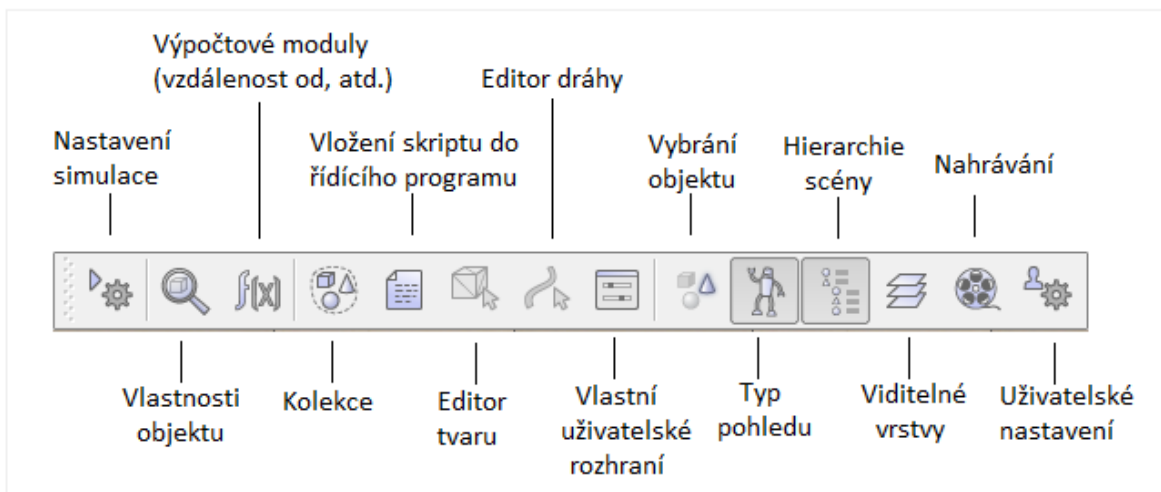 Výpočtové moduly
(vzdálenost od, atd.)
Editor dráhy
Nastavení
simulace
Vložení skriptu do
řídícího programu
Vybrání
objektu
Hierarchie
scény
Nahrávání
f(x)
Vlastnosti
objektu
Kolekce
Editor
tvaru
Vlastní
uživatelské
rozhraní
Typ
pohledu
Viditelné
vrstvy
Uživatelské
nastavení